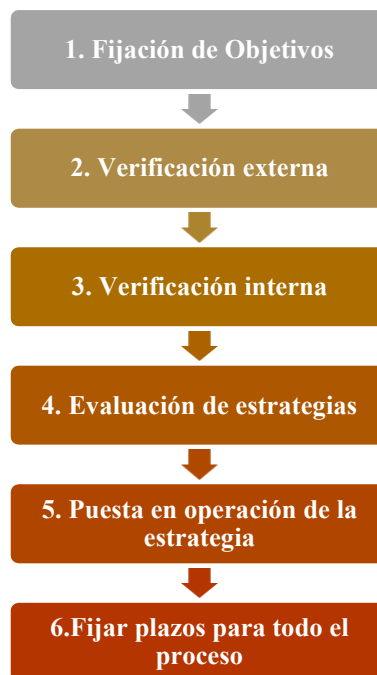 1. Fijación de Objetivos
2. Verificación externa
3. Verificación interna
4. Evaluación de estrategias
5. Puesta en operación de la
estrategia
6.Fijar plazos para todo el
proceso